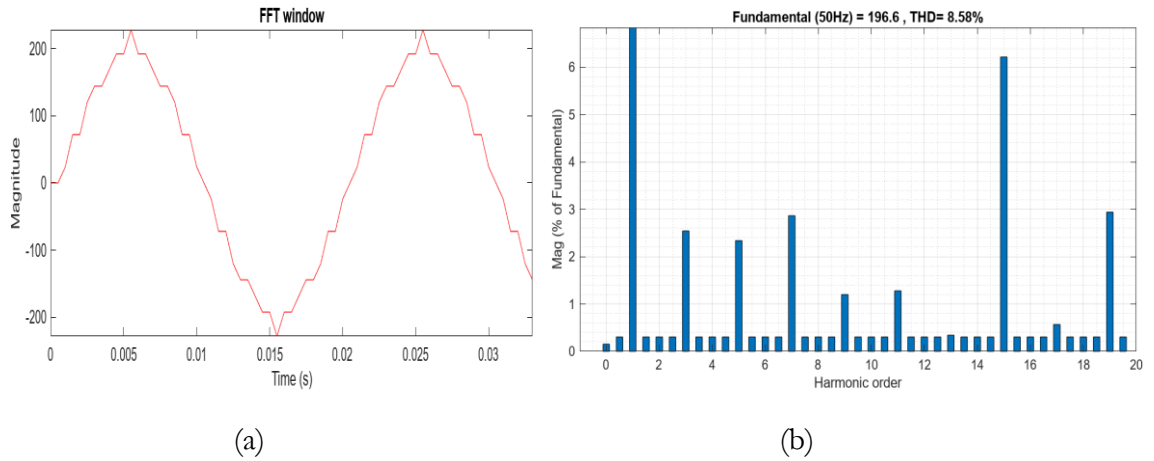 FFT window
Magnitude
200
100
0
-100
-200
0 0.005 0.01 0.015 0.02 0.025 0.03
Time (s)
(a)
Fundamental (50Hz) = 196.6 , THD= 8.58%
Mag (% of Fundamental)
6
5
4
3
2
1
0
0 2 4 6 8 10 12 14 16 18 20
Harmonic order
(b)